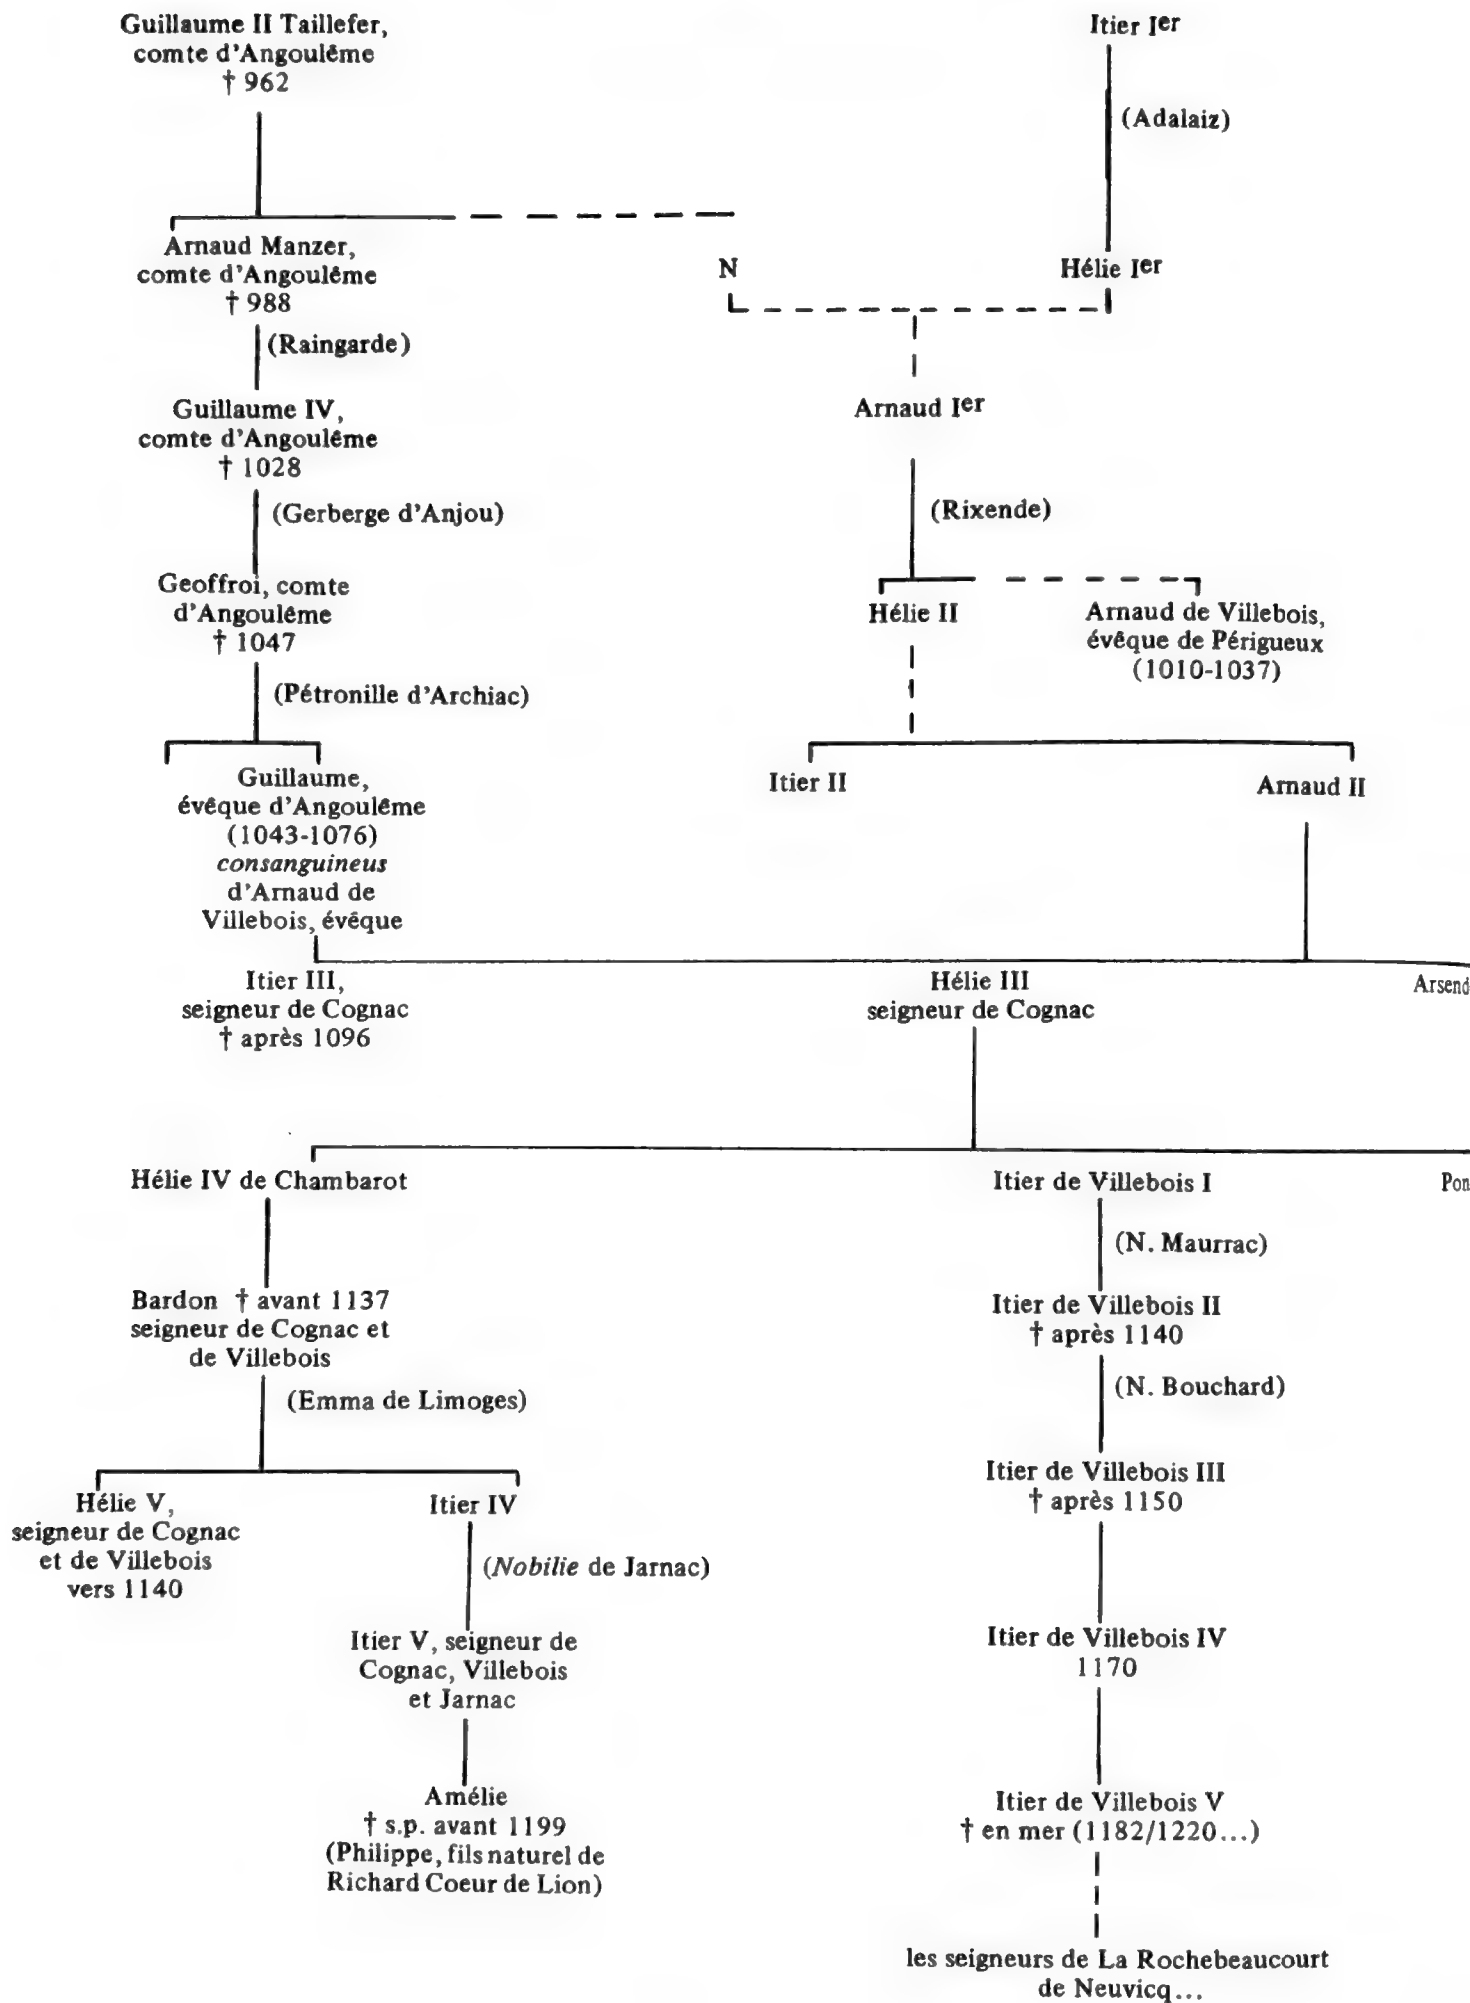 Guillaume II Taillefer,
comte d'Angoulême
† 962
Itier Ier
(Adalaiz)
Arnaud Manzer,
comte d'Angoulême
† 988
N
Hélie Ier
(Raingarde)
Guillaume IV,
comte d'Angoulême
† 1028
Arnaud Ier
(Gerberge d'Anjou)
(Rixende)
Geoffroi, comte
d'Angoulême
† 1047
Hélie II
Arnaud de Villebois,
évêque de Périgueux
(1010-1037)
(Pétronille d'Archiac)
Guillaume,
évêque d'Angoulême
(1043-1076)
consanguineus
d'Arnaud de
Villebois, évêque
Itier II
Arnaud II
Itier III,
seigneur de Cognac
† après 1096
Hélie III
seigneur de Cognac
Arsend
Hélie IV de Chambarot
Itier de Villebois I
Pon
(N. Maurrac)
Bardon † avant 1137
seigneur de Cognac et
de Villebois
Itier de Villebois II
† après 1140
(Emma de Limoges)
(N. Bouchard)
Hélie V,
seigneur de Cognac
et de Villebois
vers 1140
Itier IV
Itier de Villebois III
† après 1150
(Nobilie de Jarnac)
Itier V, seigneur de
Cognac, Villebois
et Jarnac
Itier de Villebois IV
1170
Amélie
† s.p. avant 1199
(Philippe, fils naturel de
Richard Coeur de Lion)
Itier de Villebois V
† en mer (1182/1220...)
les seigneurs de La Rochebeaucourt
de Neuvicq...